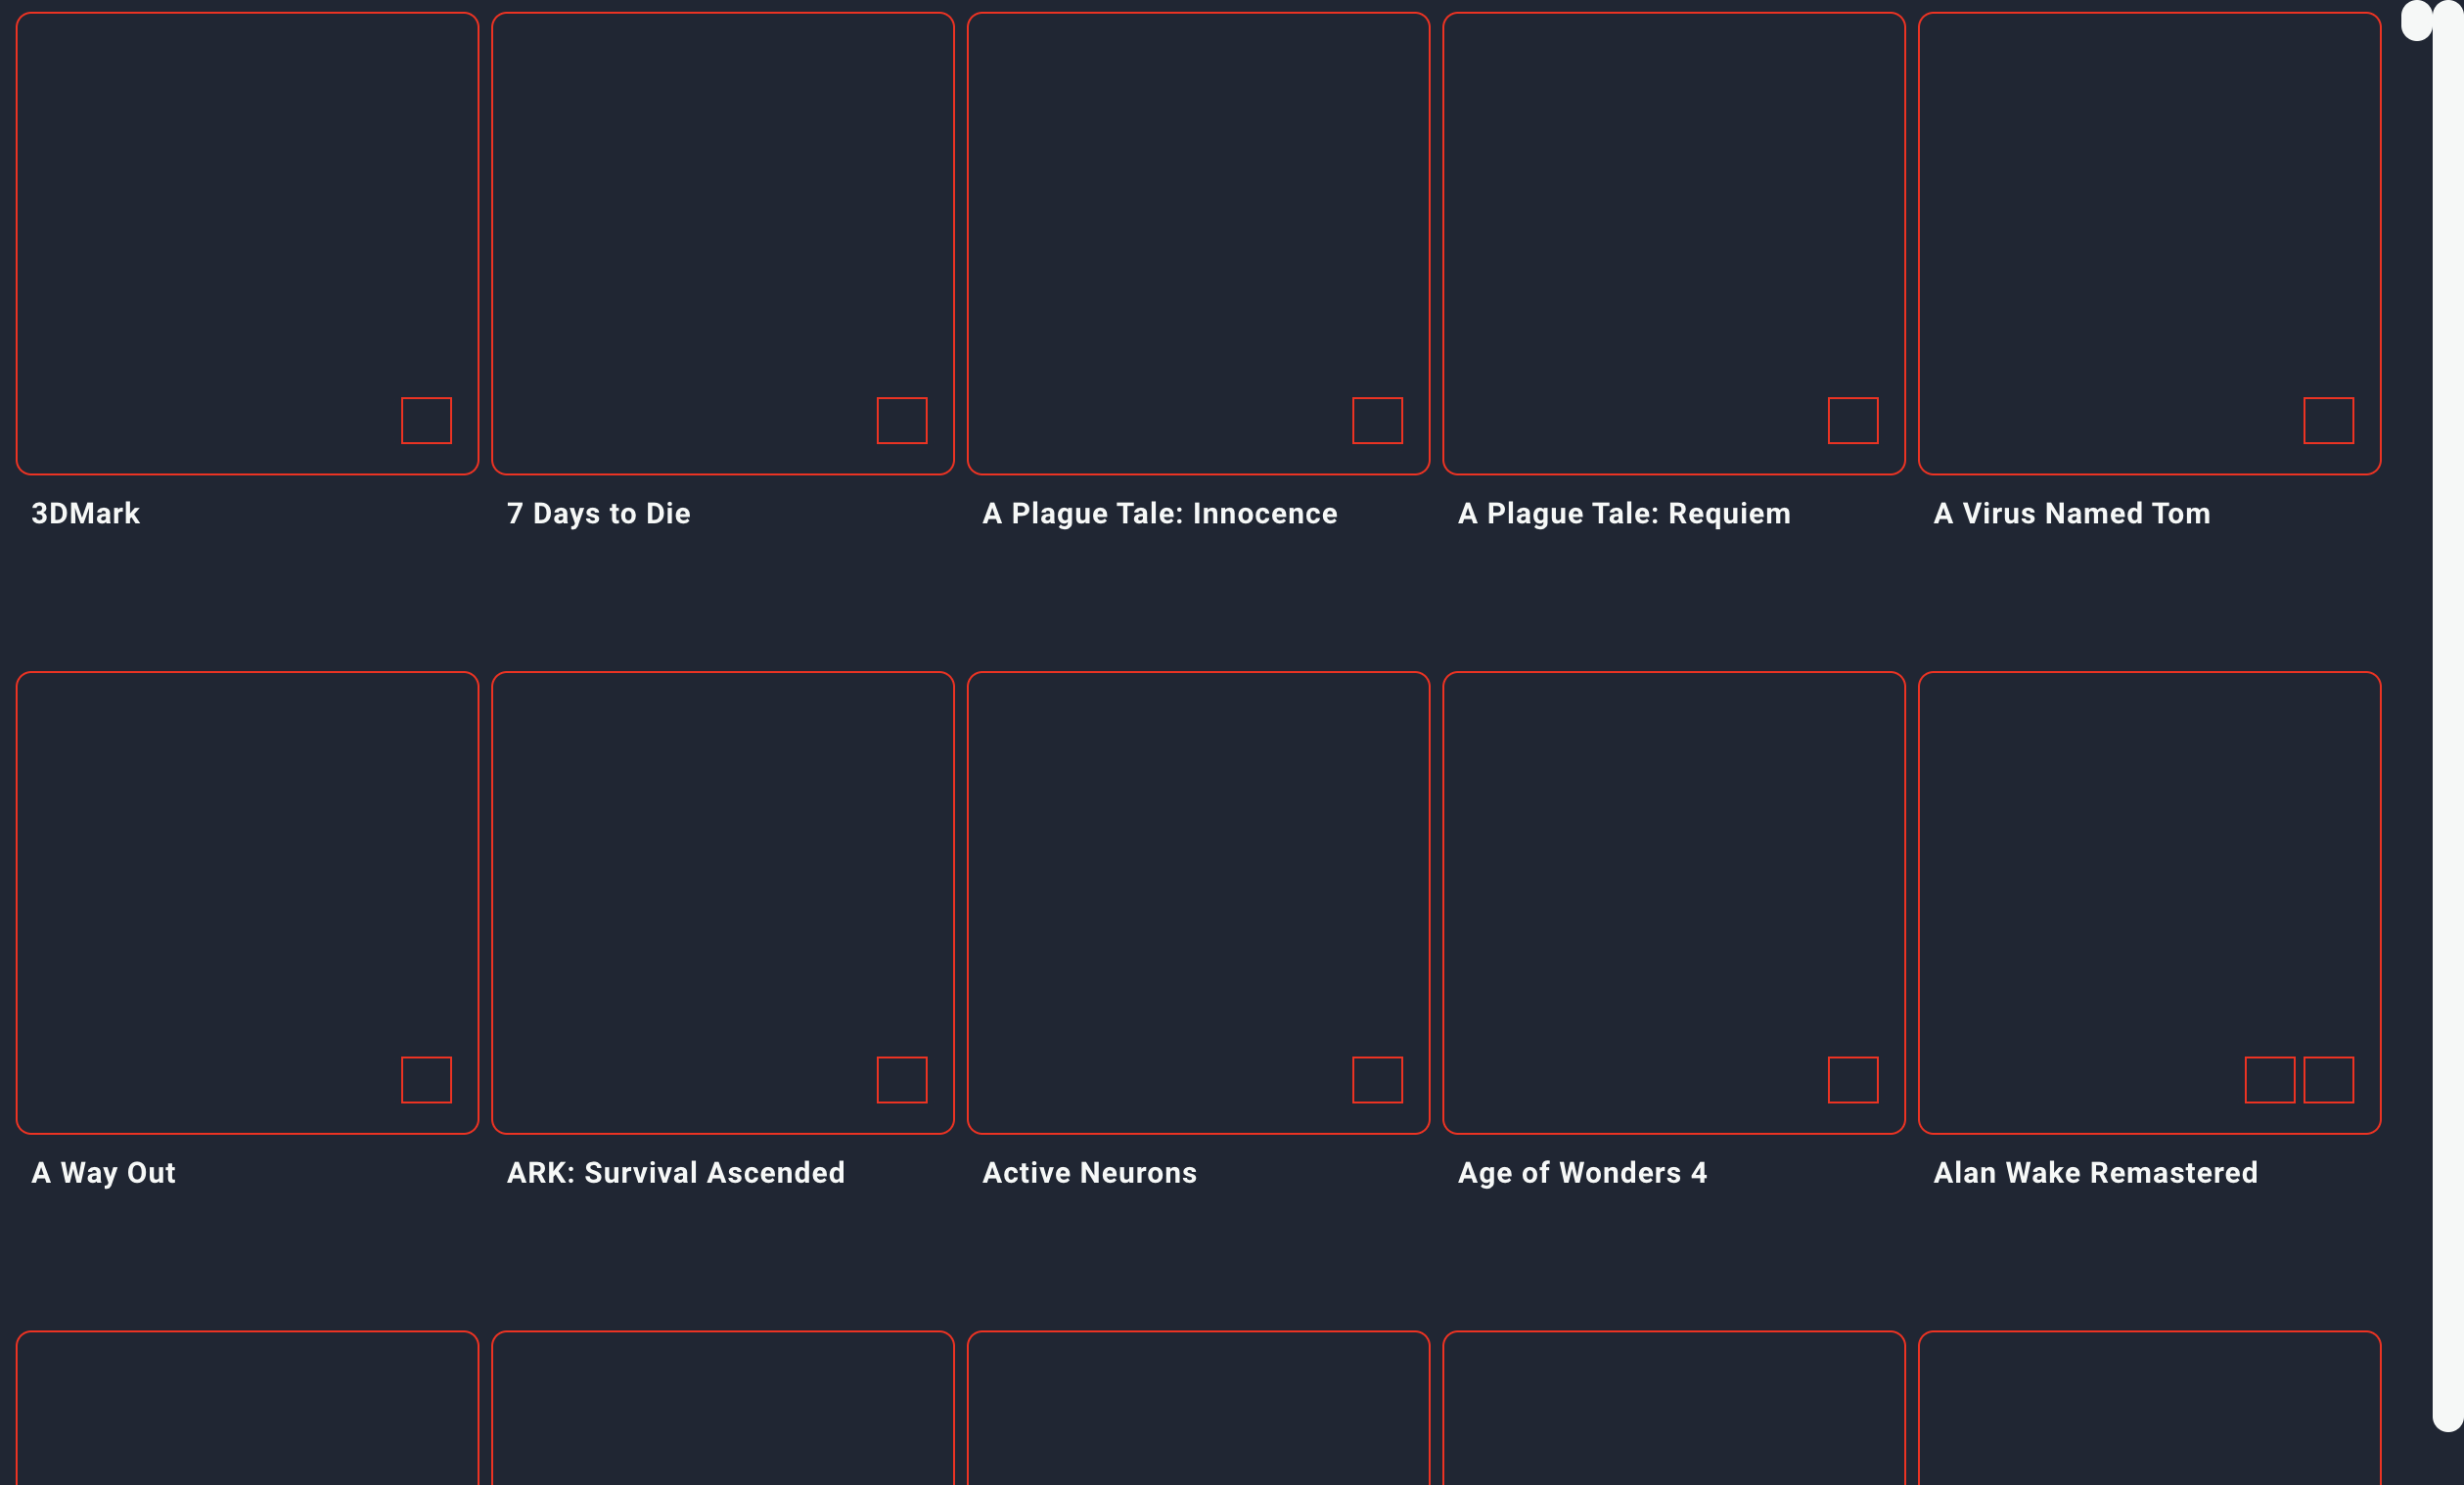 3DMark
7 Days to Die
A Plague Tale: Innocence
A Plague Tale: Requiem
A Virus Named Tom
A Way Out
ARK: Survival Ascended
Active Neurons
Age of Wonders 4
Alan Wake Remastered